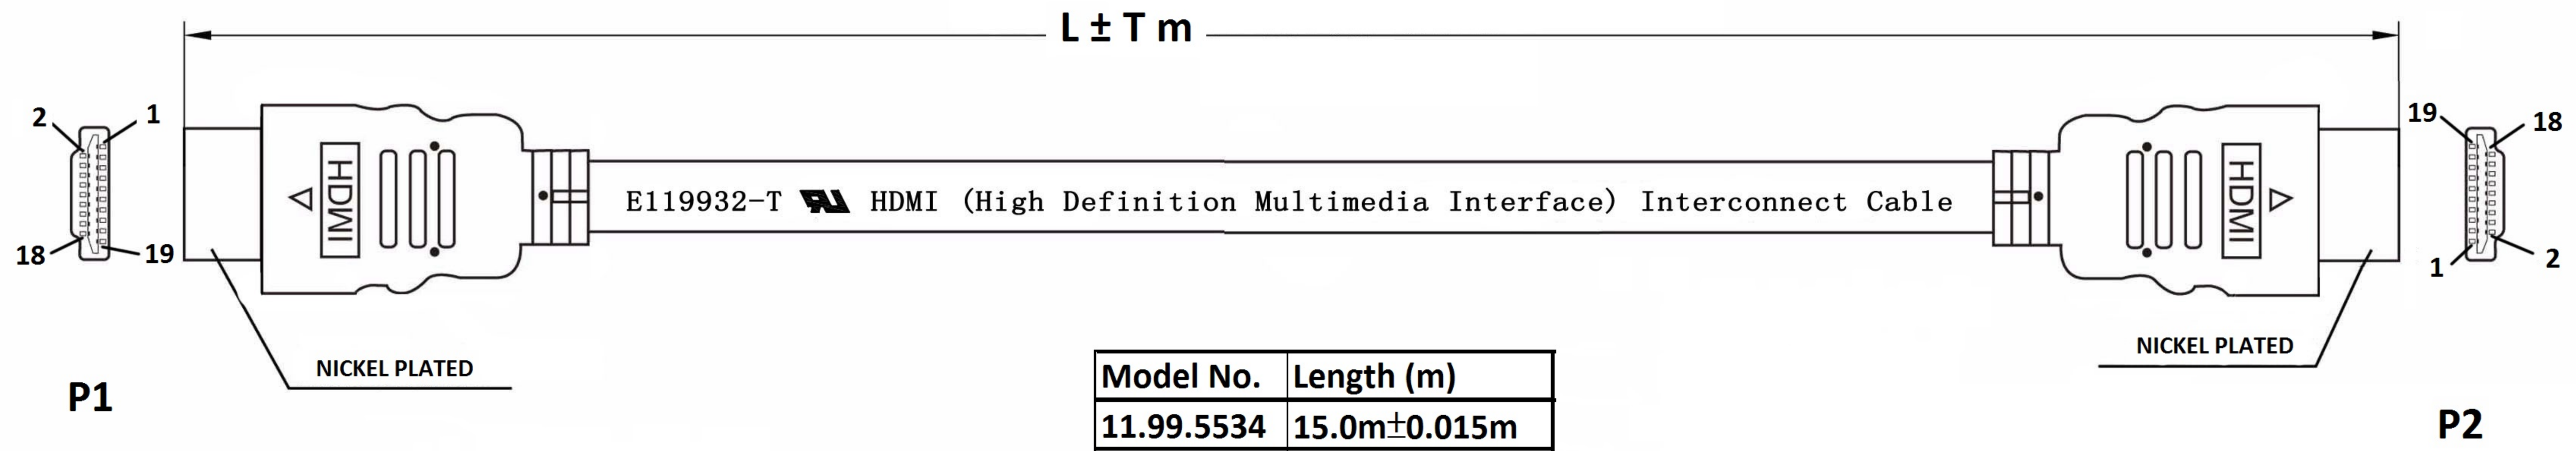 L ± T m
2
1
18
19
HDMI
E119932-T RU HDMI (High Definition Multimedia Interface) Interconnect Cable
HDMI
19
18
1
2
NICKEL PLATED
NICKEL PLATED
P1
P2
Model No. Length (m)
11.99.5534 15.0m±0.015m